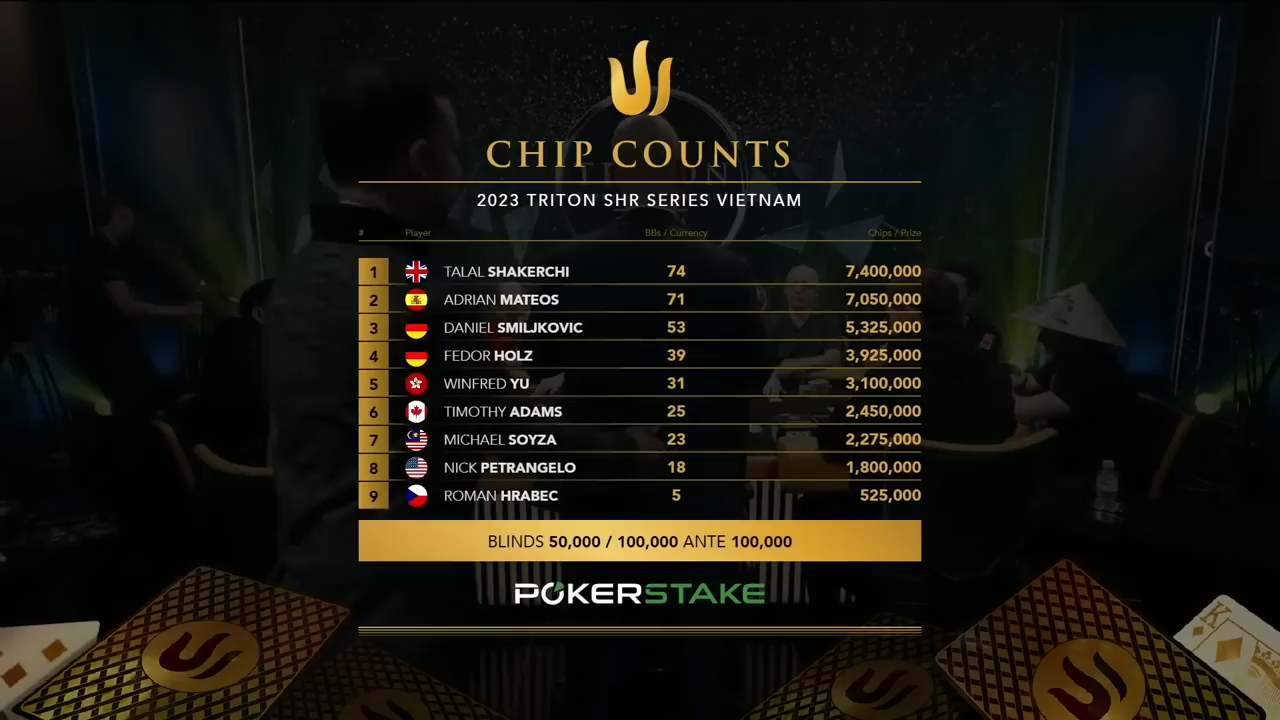 CHIP COUNTS
2023 TRITON SHR SERIES VIETNAM
# Player BBs / Currency Chips / Prize
1 TALAL SHAKERCHI 74 7,400,000
2 ADRIAN MATEOS 71 7,050,000
3 DANIEL SMILJKOVIC 53 5,325,000
4 FEDOR HOLZ 39 3,925,000
5 WINFRED YU 31 3,100,000
6 TIMOTHY ADAMS 25 2,450,000
7 MICHAEL SOYZA 23 2,275,000
8 NICK PETRANGELO 18 1,800,000
9 ROMAN HRABEC 5 525,000
BLINDS 50,000 / 100,000 ANTE 100,000
POKERSTAKE
K